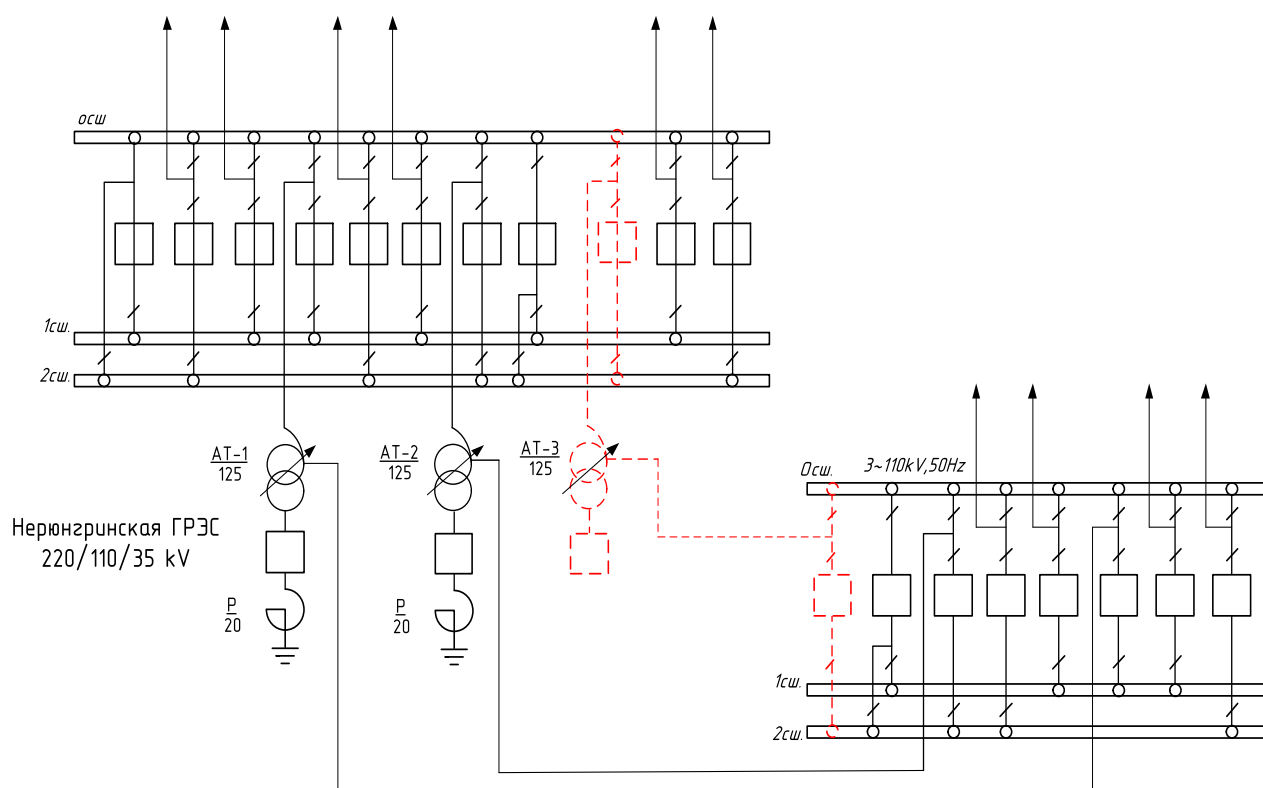 осш
1сш.
2сш.
АТ-1
125
АТ-2
125
АТ-3
125
Нерюнгринская ГРЭС
220/110/35 kV
Р
20
Р
20
Осш.
3~110kV,50Hz
1сш.
2сш.